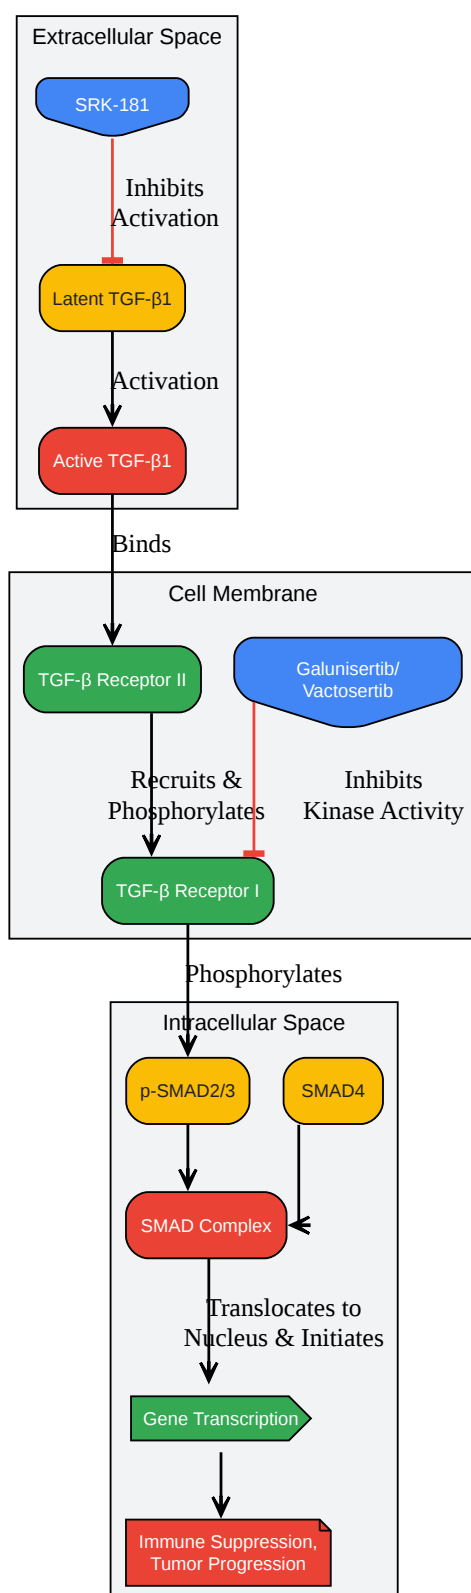 Extracellular Space
SRK-181
Inhibits
Activation
Latent TGF-β1
Activation
Active TGF-β1
Binds
Cell Membrane
TGF-β Receptor II
Galunisertib/
Vactosertib
Recruits &
Phosphorylates
Inhibits
Kinase Activity
TGF-β Receptor I
Phosphorylates
Intracellular Space
p-SMAD2/3
SMAD4
SMAD Complex
Translocates to
Nucleus & Initiates
Gene Transcription
Immune Suppression,
Tumor Progression